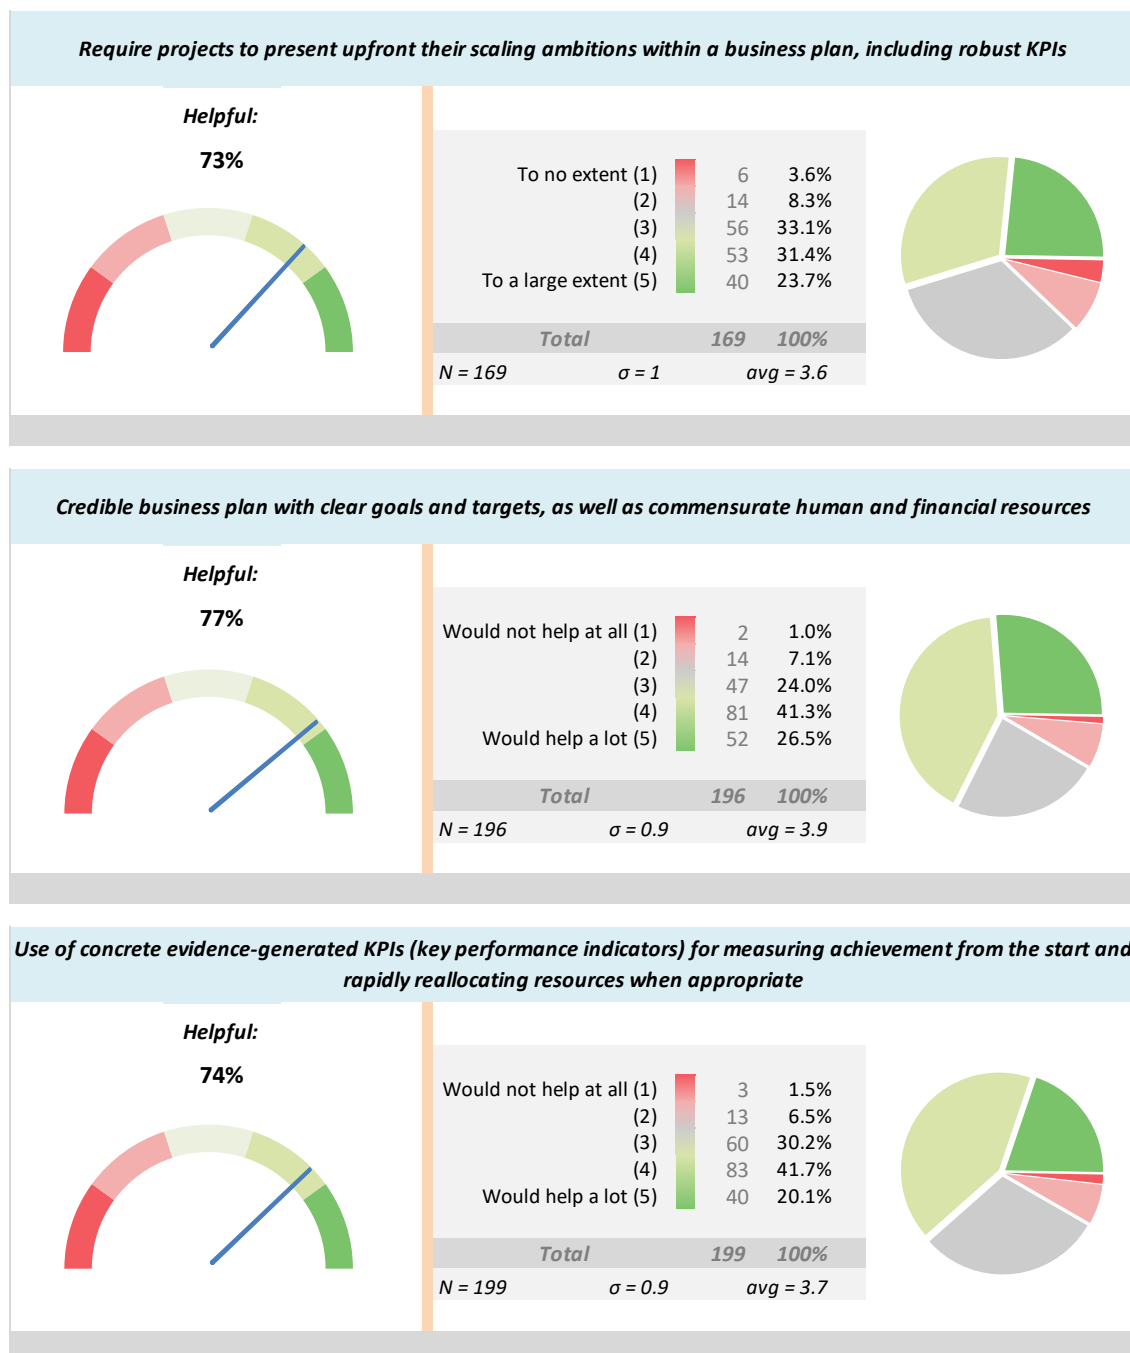 Require projects to present upfront their scaling ambitions within a business plan, including robust KPIs
Helpful:
73%
To no extent (1) 6 3.6%
(2) 14 8.3%
(3) 56 33.1%
(4) 53 31.4%
To a large extent (5) 40 23.7%
Total 169 100%
N = 169 σ = 1 avg = 3.6
Credible business plan with clear goals and targets, as well as commensurate human and financial resources
Helpful:
77%
Would not help at all (1) 2 1.0%
(2) 14 7.1%
(3) 47 24.0%
(4) 81 41.3%
Would help a lot (5) 52 26.5%
Total 196 100%
N = 196 σ = 0.9 avg = 3.9
Use of concrete evidence-generated KPIs (key performance indicators) for measuring achievement from the start and
rapidly reallocating resources when appropriate
Helpful:
74%
Would not help at all (1) 3 1.5%
(2) 13 6.5%
(3) 60 30.2%
(4) 83 41.7%
Would help a lot (5) 40 20.1%
Total 199 100%
N = 199 σ = 0.9 avg = 3.7